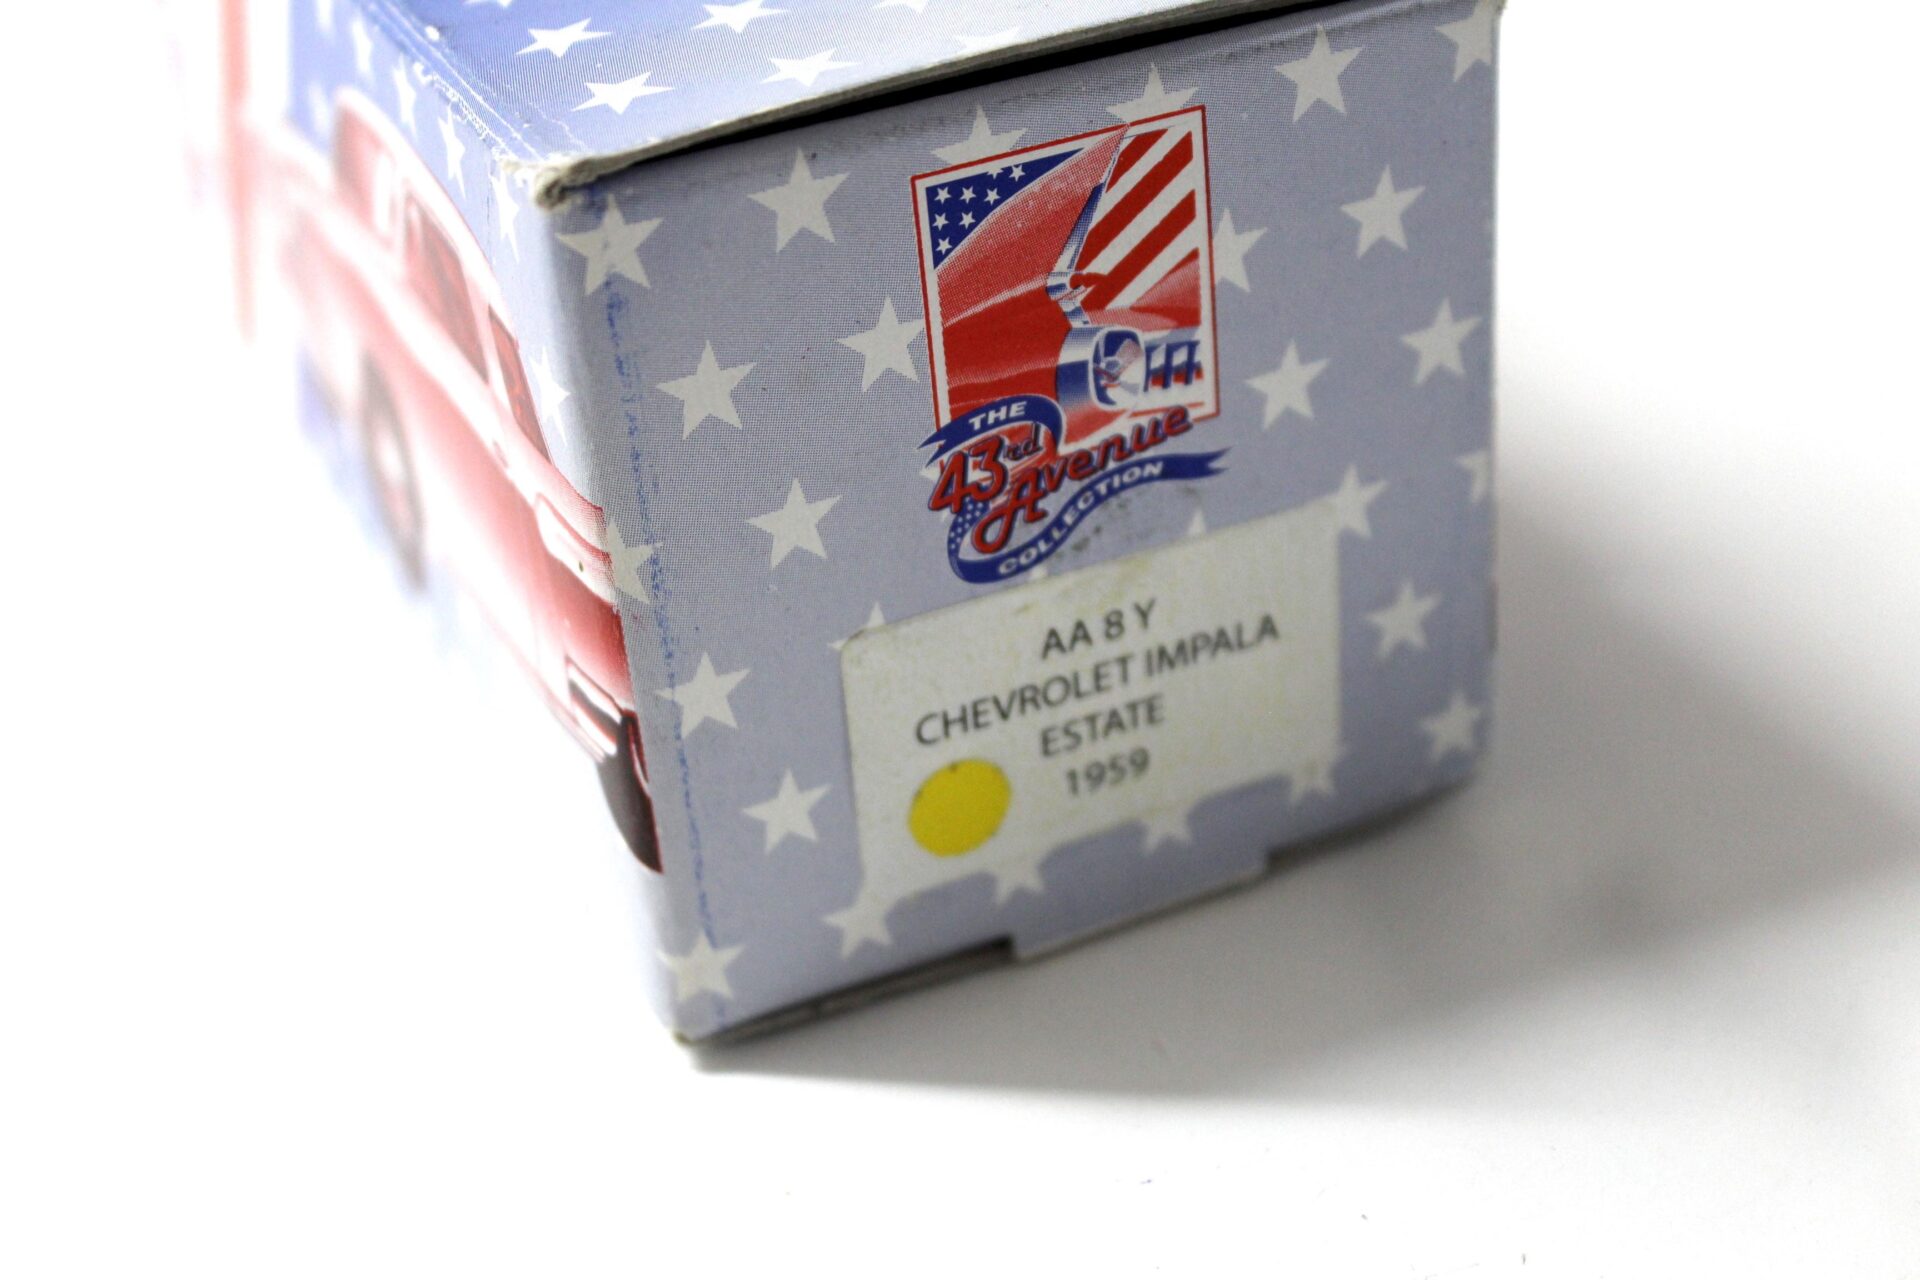 THE
43rd
Avenue
COLLECTION
AA 8 Y
CHEVROLET IMPALA
ESTATE
1959